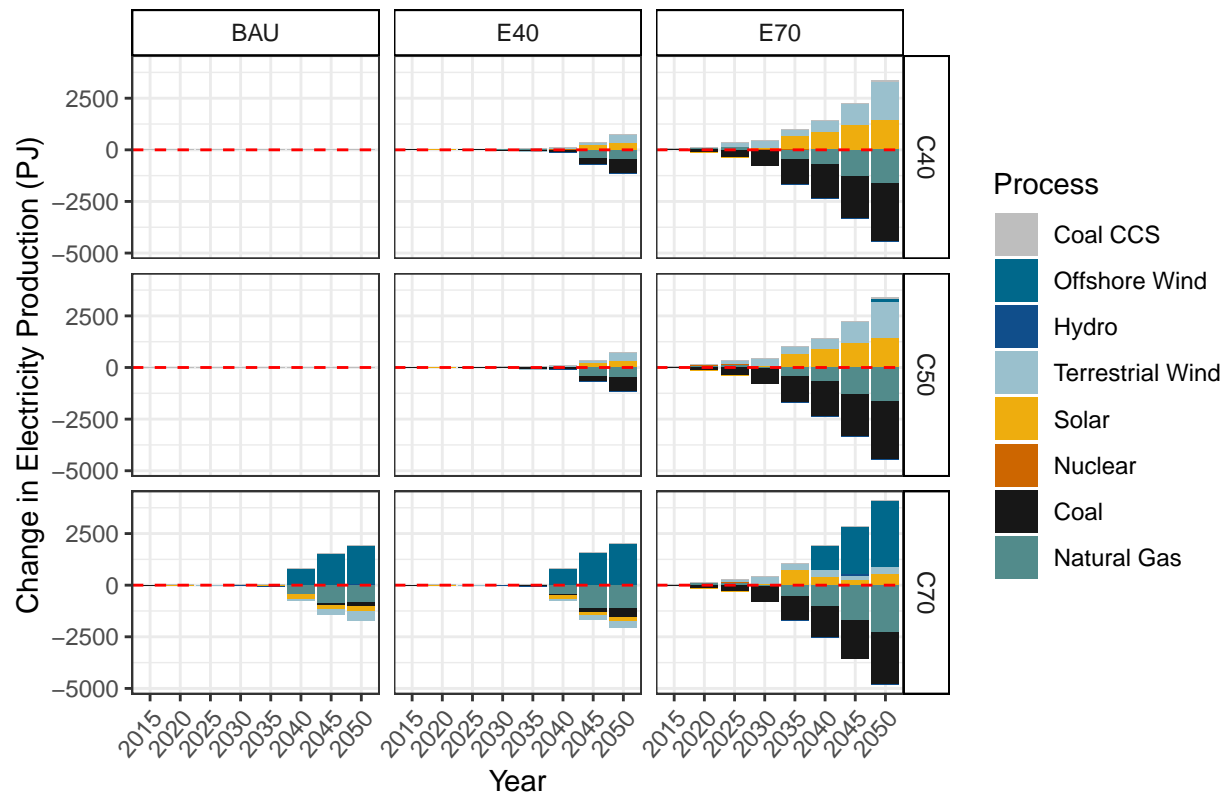 BAU
E40
E70
Change in Electricity Production (PJ)
2500
0
−2500
−5000
C40
2500
0
−2500
−5000
C50
2500
0
−2500
−5000
C70
2015 2020 2025 2030 2035 2040 2045 2050
2015 2020 2025 2030 2035 2040 2045 2050
2015 2020 2025 2030 2035 2040 2045 2050
Year
Process
Coal CCS
Offshore Wind
Hydro
Terrestrial Wind
Solar
Nuclear
Coal
Natural Gas